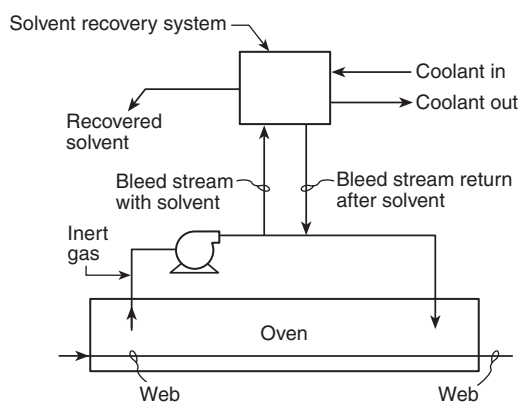 Solvent recovery system
Coolant in
Coolant out
Recovered
solvent
Bleed stream
with solvent
Bleed stream return
after solvent
Inert
gas
Oven
Web
Web